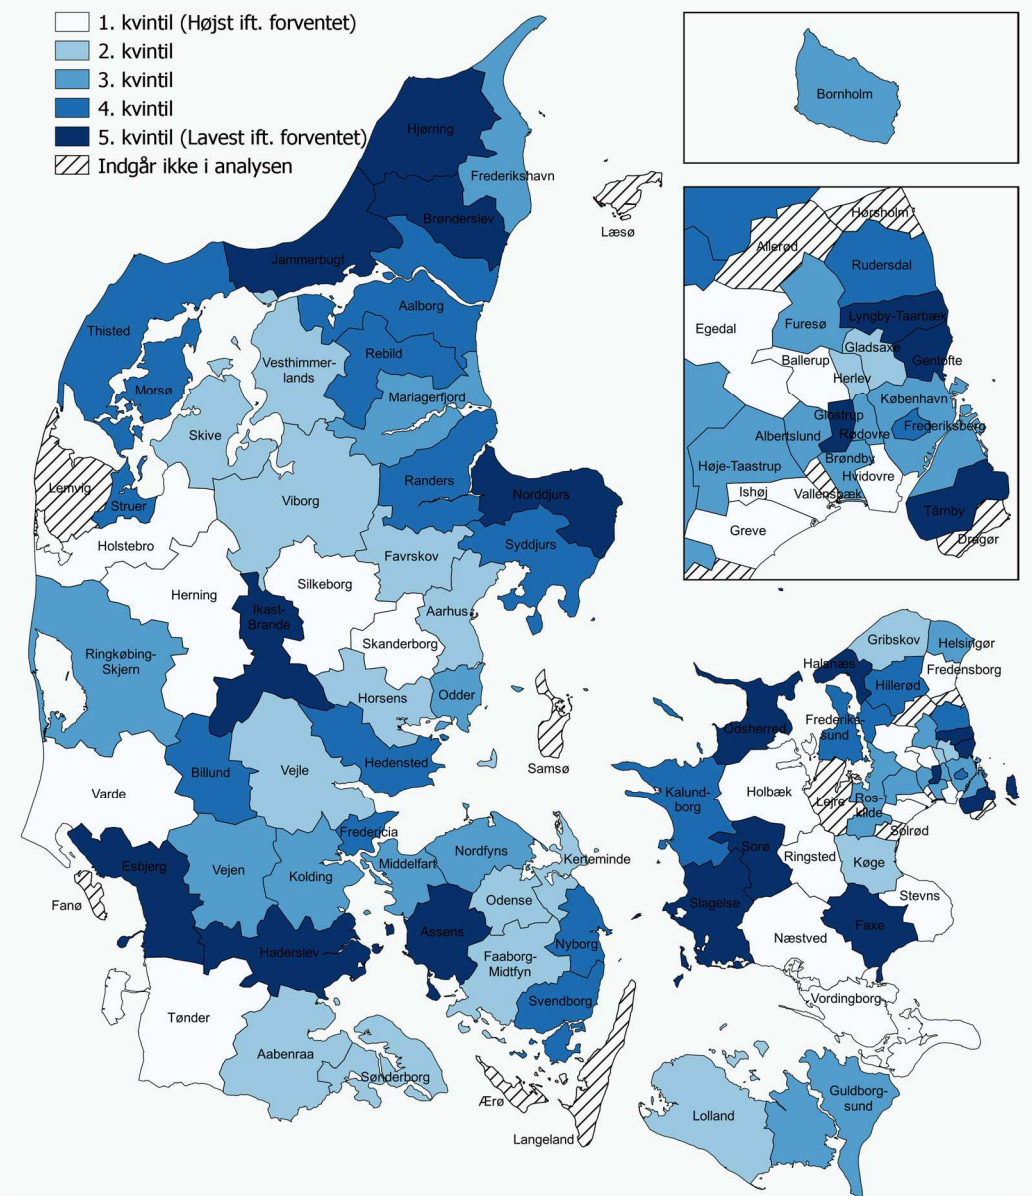 1. kvintil (Højst ift. forventet)
2. kvintil
3. kvintil
4. kvintil
5. kvintil (Lavest ift. forventet)
Indgår ikke i analysen
Bornholm
Hjørring
Frederikshavn
Brønderslev
Læsø
Jammerbugt
Aalborg
Thisted
Rebild
Vesthimmer-
lands
Morsø
Mariagerfjord
Skive
Randers
Norddjurs
Lemvig
Viborg
Struer
Syddjurs
Holstebro
Favrskov
Silkeborg
Herning
Ikast-
Brande
Aarhus
Skanderborg
Ringkøbing-
Skjern
Horsens
Odder
Samsø
Hedensted
Billund
Vejle
Varde
Fredericia
Esbjerg
Vejen
Kolding
Middelfart
Nordfyns
Kerteminde
Fanø
Odense
Assens
Nyborg
Haderslev
Faaborg-
Midtfyn
Svendborg
Tønder
Aabenraa
Sønderborg
Ærø
Langeland
Hørsholm
Allerød
Rudersdal
Egedal
Furesø
Lyngby-Taarbæk
Gladsaxe
Gentofte
Ballerup
Herlev
København
Glostrup
Frederiksberg
Albertslund
Rødovre
Brøndby
Høje-Taastrup
Hvidovre
Ishøj
Vallensbæk
Tårnby
Greve
Dragør
Gribskov
Helsingør
Halsnæs
Fredensborg
Hillerød
Odsherred
Frederiks-
sund
Kalund-
borg
Holbæk
Lejre
Ros-
kilde
Solrød
Sorø
Ringsted
Køge
Stevns
Slagelse
Faxe
Næstved
Vordingborg
Guldborg-
sund
Lolland